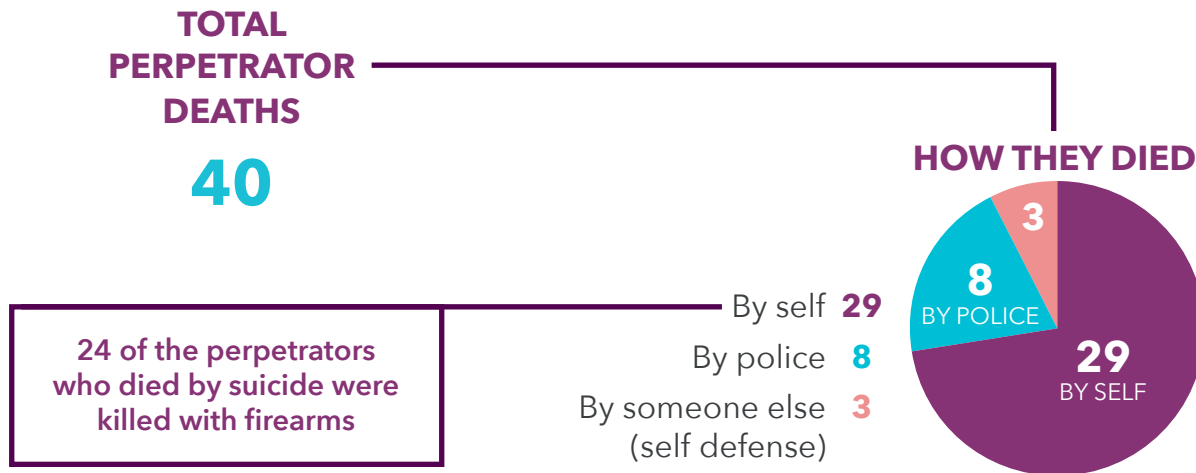 TOTAL
PERPETRATOR
DEATHS
40
HOW THEY DIED
3
8
BY POLICE
29
BY SELF
By self 29
By police 8
By someone else 3
(self defense)
24 of the perpetrators
who died by suicide were
killed with firearms